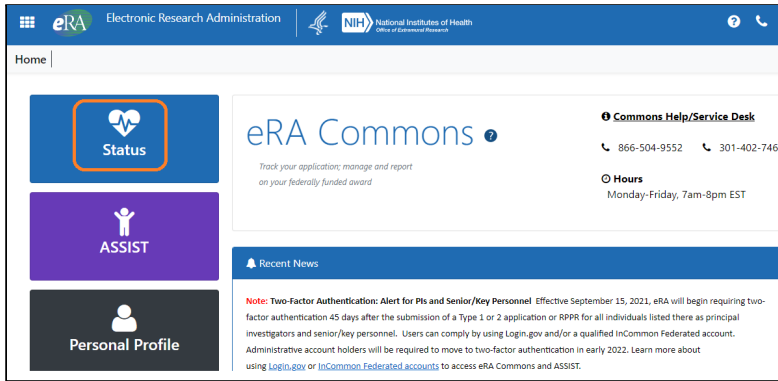 eRA Electronic Research Administration NIH National Institutes of Health
Office of Extramural Research
Home
Status
ASSIST
Personal Profile
eRA Commons
Track your application; manage and report
on your federally funded award
Commons Help/Service Desk
866-504-9552 301-402-746
Hours
Monday-Friday, 7am-8pm EST
Recent News
Note: Two-Factor Authentication: Alert for PIs and Senior/Key Personnel Effective September 15, 2021, eRA will begin requiring two-
factor authentication 45 days after the submission of a Type 1 or 2 application or RPPR for all individuals listed there as principal
investigators and senior/key personnel. Users can comply by using Login.gov and/or a qualified InCommon Federated account.
Administrative account holders will be required to move to two-factor authentication in early 2022. Learn more about
using Login.gov or InCommon Federated accounts to access eRA Commons and ASSIST.